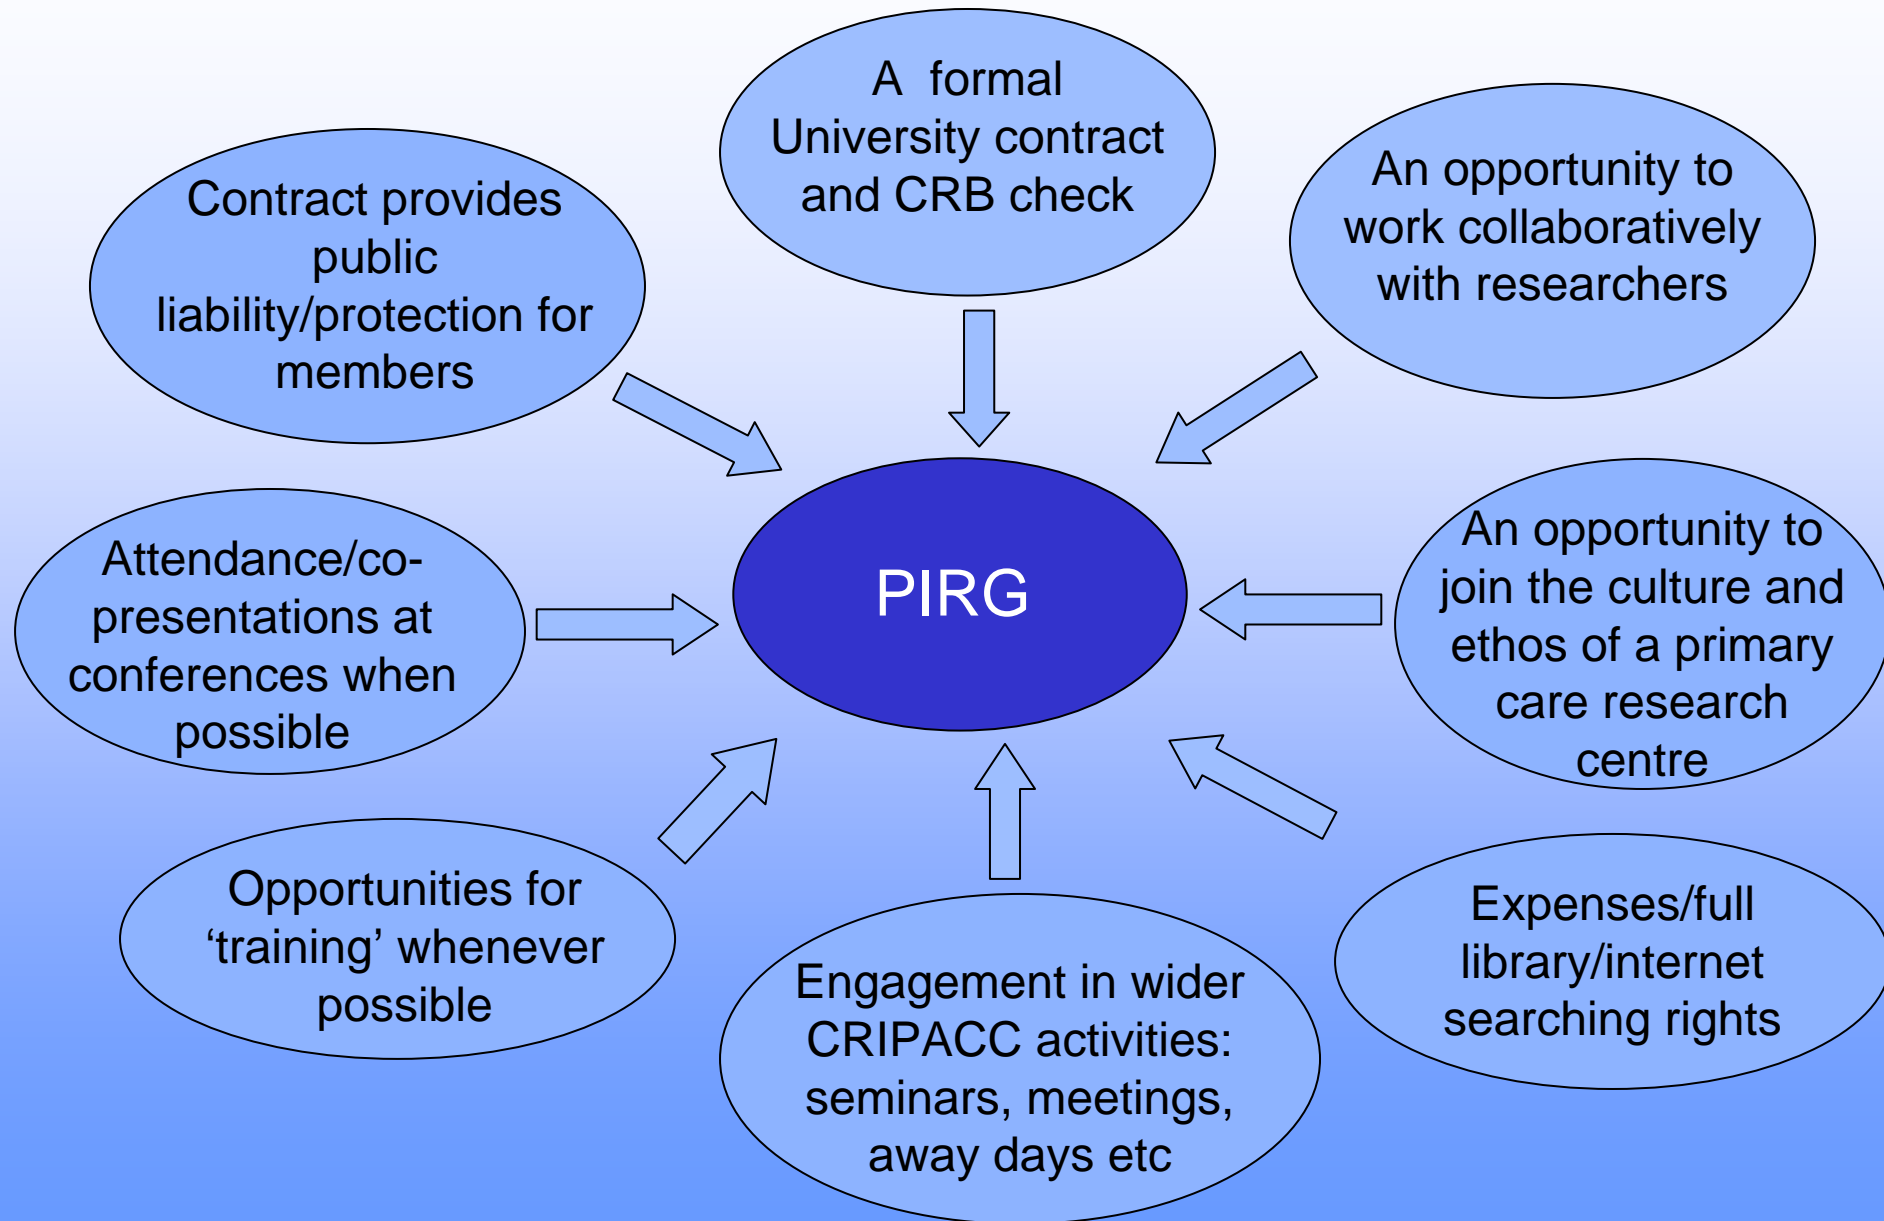 A formal
University contract
and CRB check
An opportunity to
work collaboratively
with researchers
An opportunity to
join the culture and
ethos of a primary
care research
centre
Expenses/full
library/internet
searching rights
Engagement in wider
CRIPACC activities:
seminars, meetings,
away days etc
Opportunities for
‘training’ whenever
possible
Attendance/co-
presentations at
conferences when
possible
Contract provides
public
liability/protection for
members
PIRG